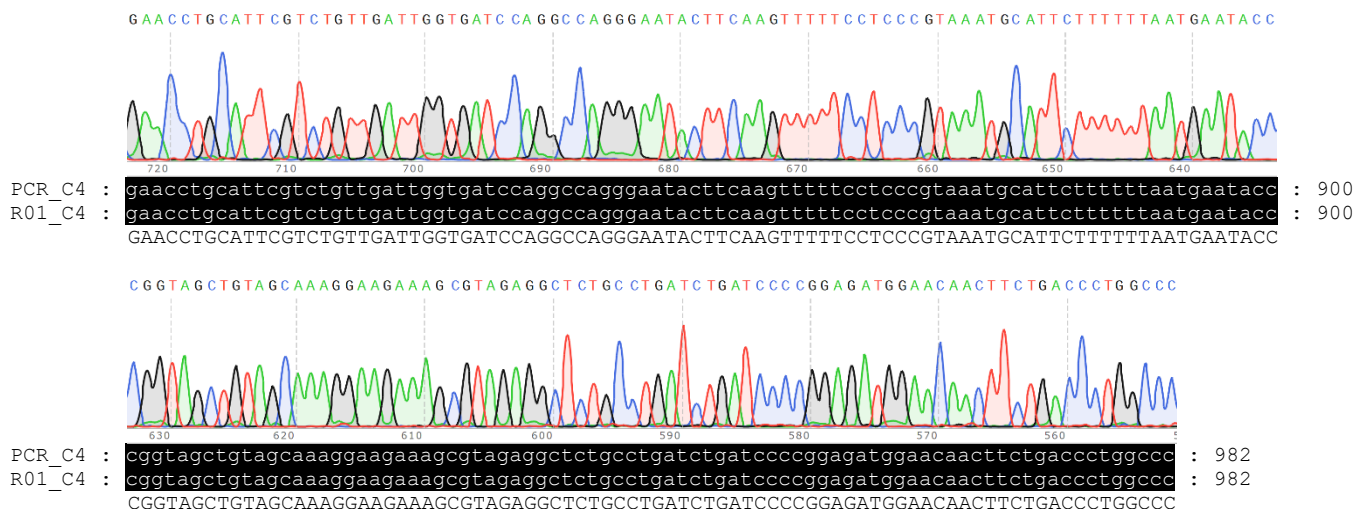 GAACCTGCATTCGTCTGTTGATTGGTGATCCAGGCCAGGGAATACTTCAAGTTTTTCCTCCCGTAAATGCATTCTTTTTTAATGAATACC
720 710 700 690 680 670 660 650 640
PCR_C4 : gaacctgcattcgtctgttgattggtgatccaggccagggaatacttcaagtttttcctcccgtaaatgcattcttttttaatgaatacc : 900
R01_C4 : gaacctgcattcgtctgttgattggtgatccaggccagggaatacttcaagtttttcctcccgtaaatgcattcttttttaatgaatacc : 900
GAACCTGCATTCGTCTGTTGATTGGTGATCCAGGCCAGGGAATACTTCAAGTTTTTCCTCCCGTAAATGCATTCTTTTTTAATGAATACC
CGGTAGCTGTAGCAAAGGAAGAAAGCGTAGAGGCTCTGCCTGATCTGATCCCCGGAGATGGAACAACTTCTGACCCTGGCCC
630 620 610 600 590 580 570 560
PCR_C4 : cggtagctgtagcaaaggaagaaagcgtagaggctctgcctgatctgatccccggagatggaacaacttctgaccctggccc : 982
R01_C4 : cggtagctgtagcaaaggaagaaagcgtagaggctctgcctgatctgatccccggagatggaacaacttctgaccctggccc : 982
CGGTAGCTGTAGCAAAGGAAGAAAGCGTAGAGGCTCTGCCTGATCTGATCCCCGGAGATGGAACAACTTCTGACCCTGGCCC